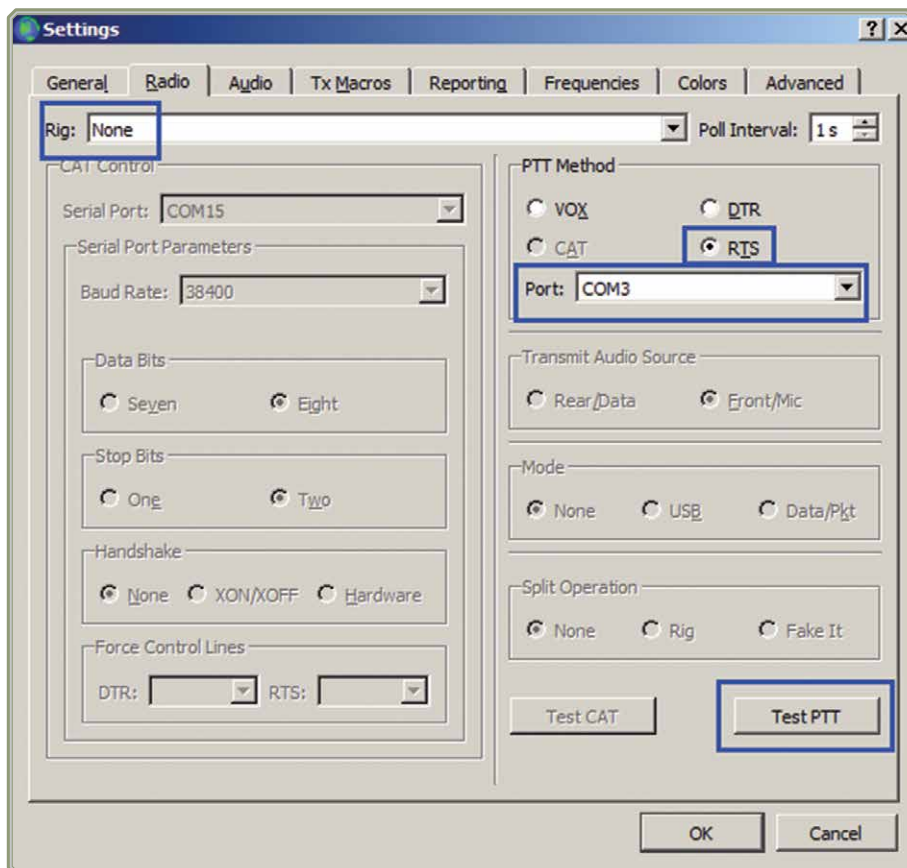 Settings
General Radio Audio Tx Macros Reporting Frequencies Colors Advanced
Rig: None Poll Interval: 1 s
CAT Control
Serial Port: COM15
Serial Port Parameters
Baud Rate: 38400
Data Bits
Seven Eight
Stop Bits
One Two
Handshake
None XON/XOFF Hardware
Force Control Lines
DTR: RTS:
PTT Method
VOX DTR
CAT RTS
Port: COM3
Transmit Audio Source
Rear/Data Front/Mic
Mode
None USB Data/Pkt
Split Operation
None Rig Fake It
Test CAT Test PTT
OK Cancel